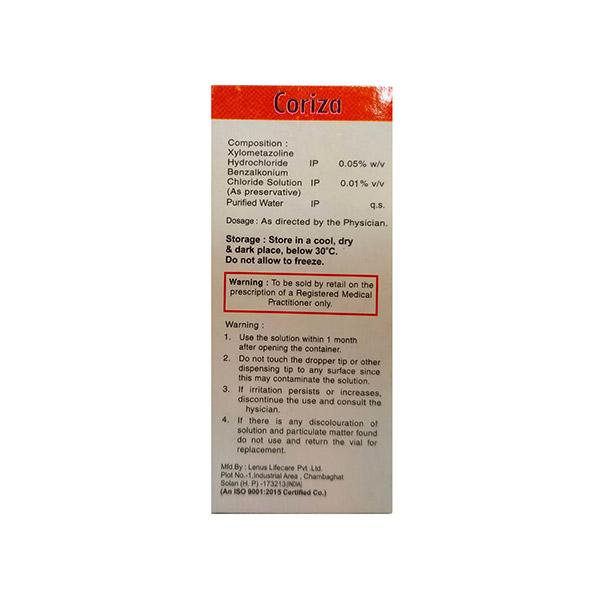 Coriza
Composition :
Xylometazoline
Hydrochloride IP 0.05% w/v
Benzalkonium
Chloride Solution IP 0.01% v/v
(As preservative)
Purified Water IP q.s.
Dosage : As directed by the Physician.
Storage : Store in a cool, dry
& dark place, below 30°C.
Do not allow to freeze.
Warning : To be sold by retail on the
prescription of a Registered Medical
Practitioner only.
Warning :
1. Use the solution within 1 month
after opening the container.
2. Do not touch the dropper tip or other
dispensing tip to any surface since
this may contaminate the solution.
3. If irritation persists or increases,
discontinue the use and consult the
hysician.
4. If there is any discolouration of
solution and particulate matter found
do not use and return the vial for
replacement.
Mfd.By : Lenus Lifecare Pvt .Ltd.
Plot No.-1,Industrial Area , Chambaghat
Solan (H. P) -173213(INDIA)
(An ISO 9001:2015 Certified Co.)